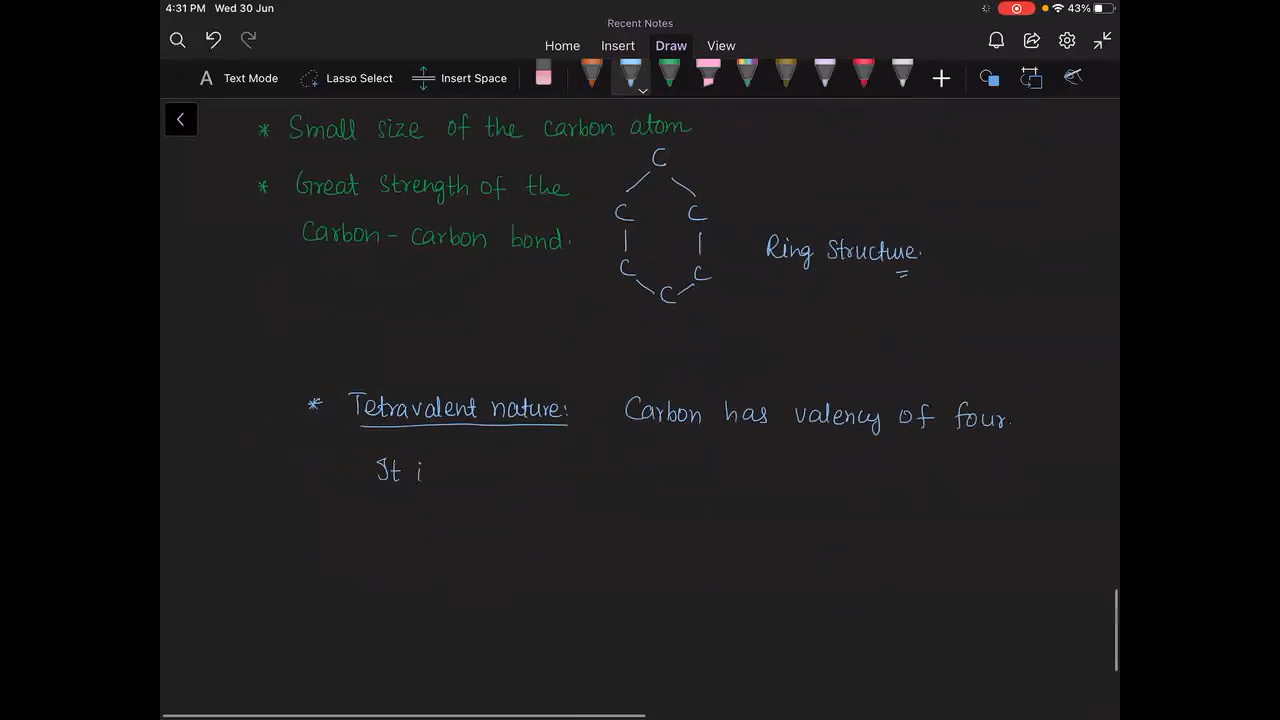 4:31 PM Wed 30 Jun 43%
Recent Notes
Home Insert Draw View
A Text Mode Lasso Select Insert Space
* Small size of the carbon atom
* Great strength of the
Carbon - carbon bond.
C
C C
C C
C
Ring Structure.
* Tetravalent nature: Carbon has valency of four.
It i